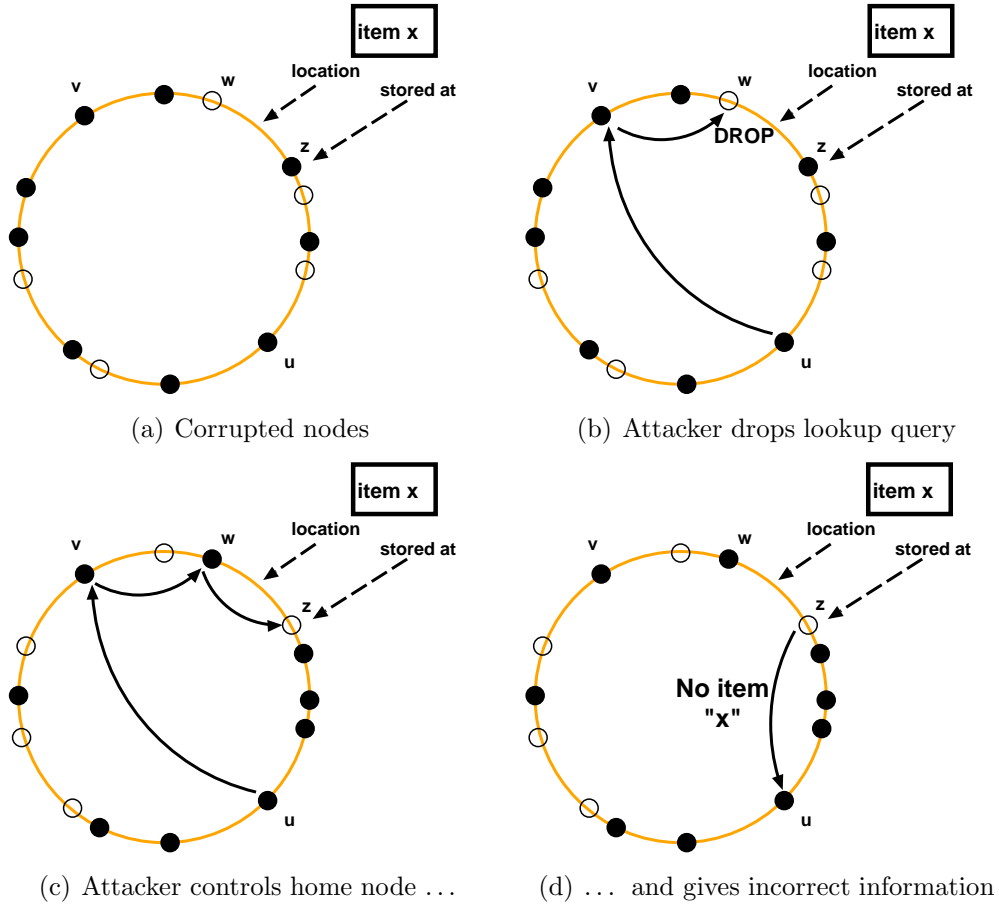 item x
location
stored at
v
w
z
u
(a) Corrupted nodes
item x
location
stored at
v
w
DROP
z
u
(b) Attacker drops lookup query
item x
location
stored at
v
w
z
u
(c) Attacker controls home node ...
item x
location
stored at
v
w
z
No item
"x"
u
(d) ... and gives incorrect information